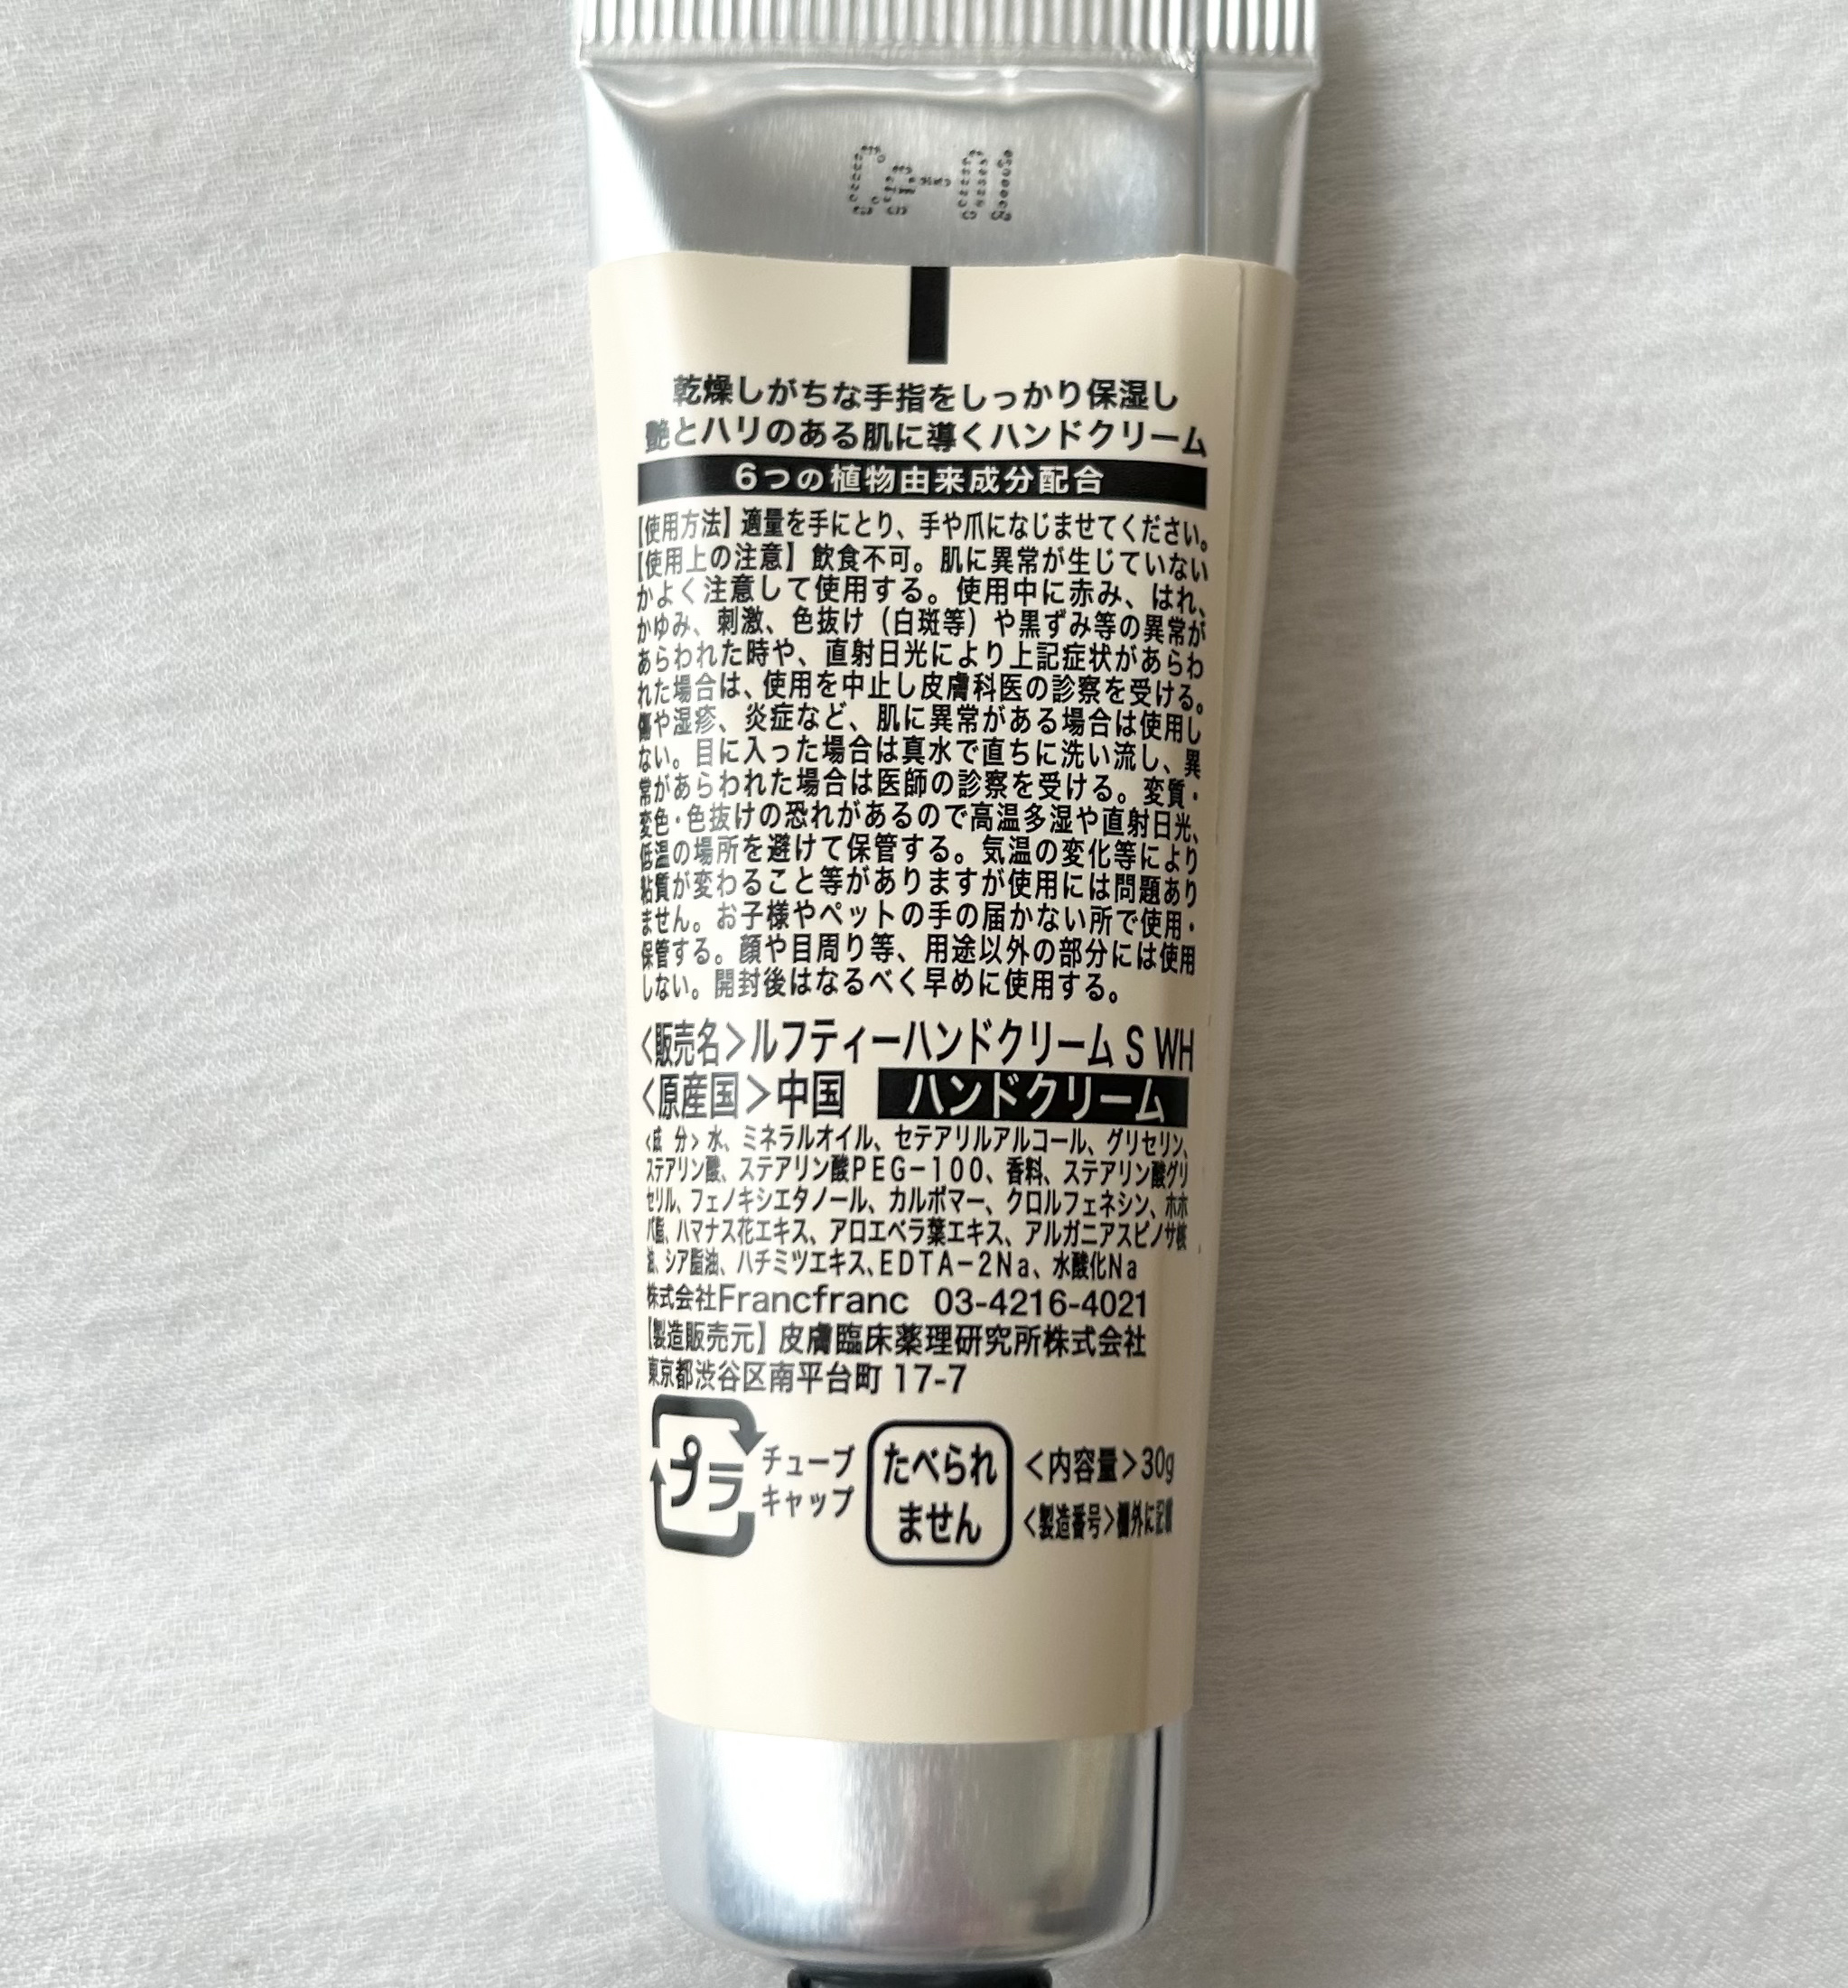 乾燥しがちな手指をしっかり保湿し
艶とハリのある肌に導くハンドクリーム
6つの植物由来成分配合
【使用方法】適量を手にとり、手や爪になじませてください。
【使用上の注意】飲食不可。肌に異常が生じていない
かよく注意して使用する。使用中に赤み、はれ、
かゆみ、刺激、色抜け（白斑等）や黒ずみ等の異常が
あらわれた時や、直射日光により上記症状があらわ
れた場合は、使用を中止し皮膚科医の診察を受ける。
傷や湿疹、炎症など、肌に異常がある場合は使用し
ない。目に入った場合は真水で直ちに洗い流し、異
常があらわれた場合は医師の診察を受ける。変質・
変色・色抜けの恐れがあるので高温多湿や直射日光、
低温の場所を避けて保管する。気温の変化等により
粘質が変わること等がありますが使用には問題あり
ません。お子様やペットの手の届かない所で使用・
保管する。顔や目周り等、用途以外の部分には使用
しない。開封後はなるべく早めに使用する。
<販売名>ルフティーハンドクリーム S WH
<原産国>中国 ハンドクリーム
<成 分>水、ミネラルオイル、セテアリルアルコール、グリセリン、
ステアリン酸、ステアリン酸PEG-100、香料、ステアリン酸グリ
セリル、フェノキシエタノール、カルボマー、クロルフェネシン、ホホ
バ脂、ハマナス花エキス、アロエベラ葉エキス、アルガニアスピノサ核
油、シア脂油、ハチミツエキス、EDTA-2Na、水酸化Na
株式会社Francfranc 03-4216-4021
【製造販売元】皮膚臨床薬理研究所株式会社
東京都渋谷区南平台町 17-7
プラ
チューブ
キャップ
たべられ
ません
<内容量>30g
<製造番号>欄外に記載